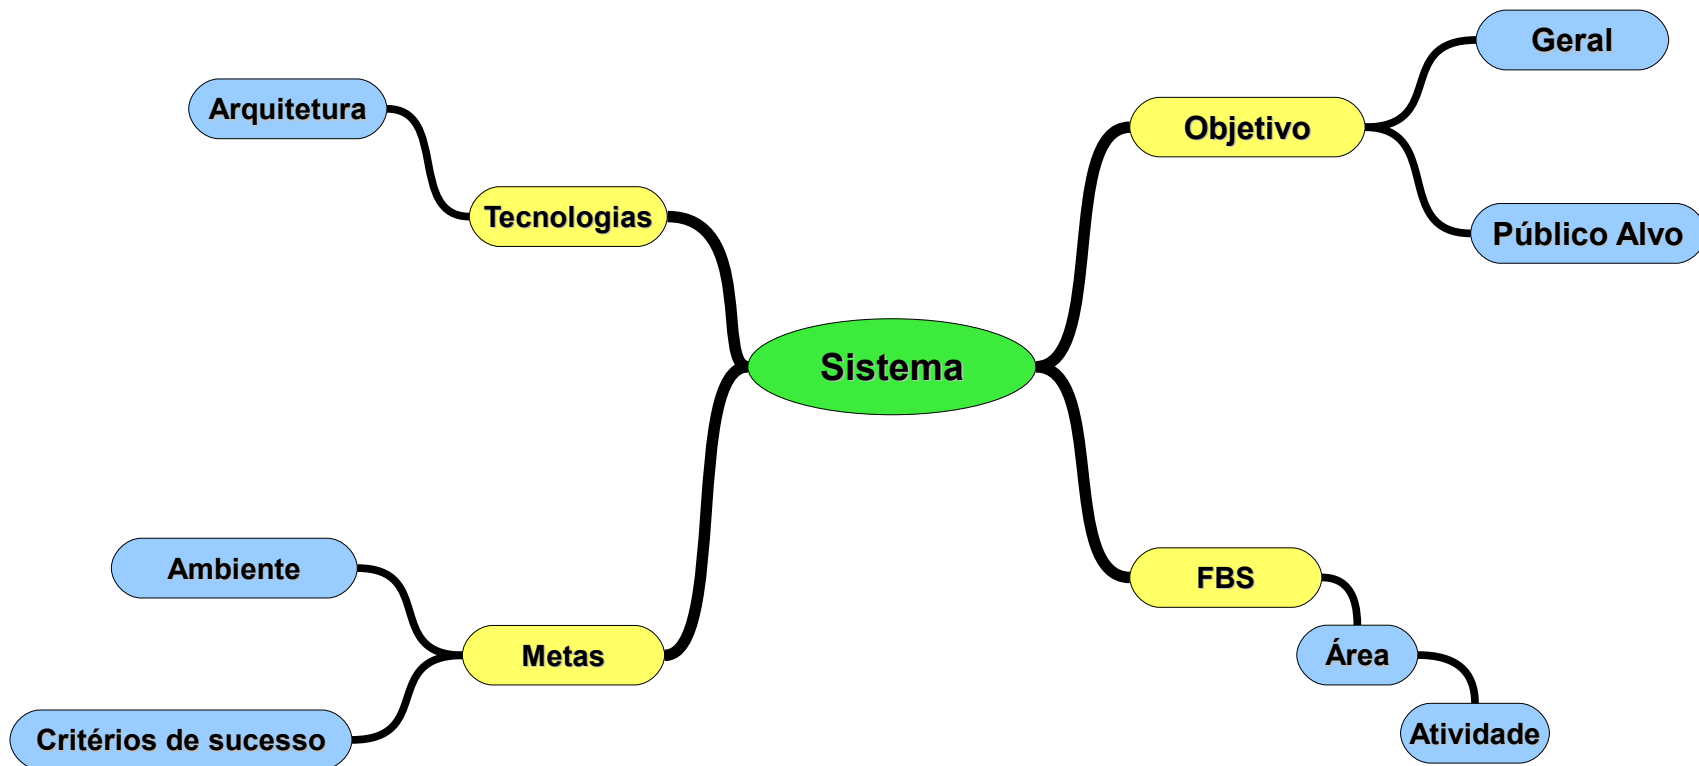 Geral
Arquitetura
Objetivo
Tecnologias
Público Alvo
Sistema
Ambiente
FBS
Metas
Área
Critérios de sucesso
Atividade